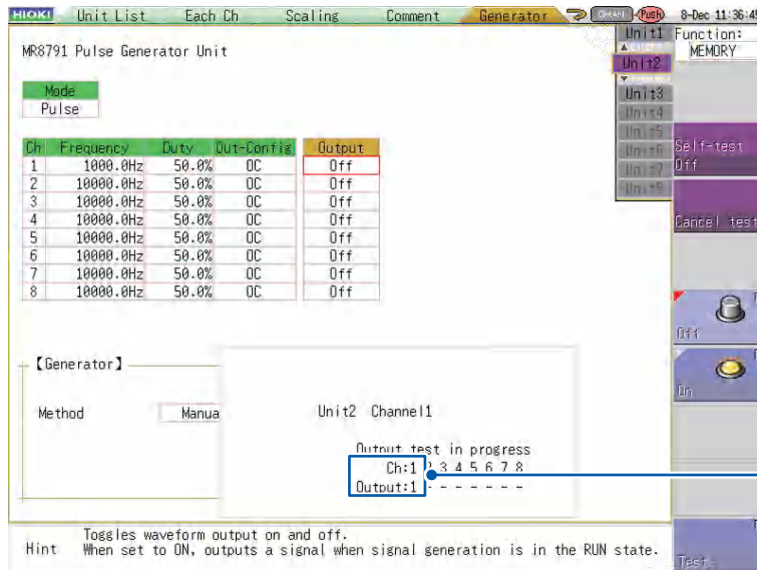 HIOKI Unit List Each Ch Scaling Comment Generator CH-AN Push 8-Dec 11:36:45
Unit1 Function:
MEMORY
MR8791 Pulse Generator Unit
Unit2
Mode
Pulse
Unit3
Unit4
Unit5
Unit6
Unit7
Unit8
Self-test
Off
Cancel test
Ch Frequency Duty Out-Config Output
1 1000.0Hz 50.0% OC Off
2 10000.0Hz 50.0% OC Off
3 10000.0Hz 50.0% OC Off
4 10000.0Hz 50.0% OC Off
5 10000.0Hz 50.0% OC Off
6 10000.0Hz 50.0% OC Off
7 10000.0Hz 50.0% OC Off
8 10000.0Hz 50.0% OC Off
Off
On
【Generator】
Method Manua
Unit2 Channel1
Output test in progress
Ch:1 2 3 4 5 6 7 8
Output:1 - - - - - - -
Hint Toggles waveform output on and off.
When set to ON, outputs a signal when signal generation is in the RUN state.
Test